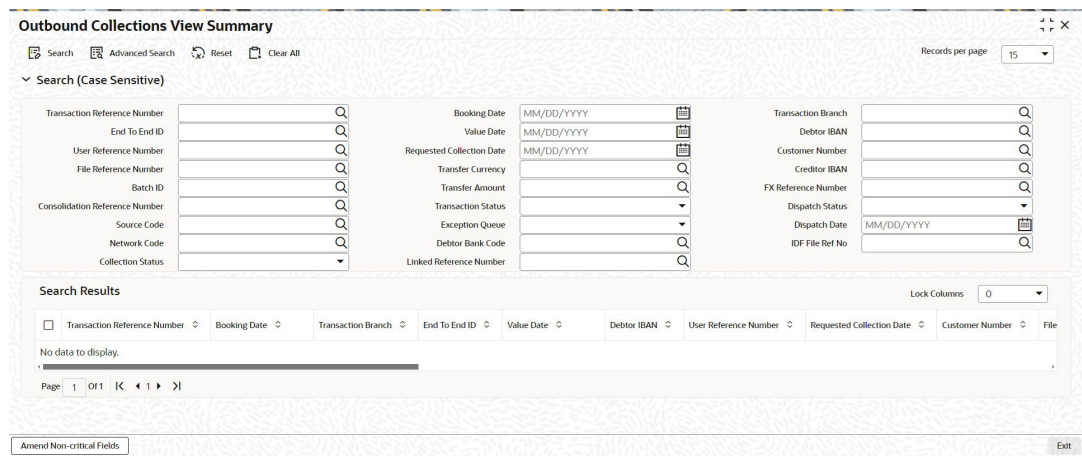 Outbound Collections View Summary
Search Advanced Search Reset Clear All Records per page 15
Search (Case Sensitive)
Transaction Reference Number Booking Date MM/DD/YYYY Transaction Branch
End To End ID Value Date MM/DD/YYYY Debtor IBAN
User Reference Number Requested Collection Date MM/DD/YYYY Customer Number
File Reference Number Transfer Currency Creditor IBAN
Batch ID Transfer Amount FX Reference Number
Consolidation Reference Number Transaction Status Dispatch Status
Source Code Exception Queue Dispatch Date MM/DD/YYYY
Network Code Debtor Bank Code IDF File Ref No
Collection Status Linked Reference Number
Search Results Lock Columns 0
Transaction Reference Number Booking Date Transaction Branch End To End ID Value Date Debtor IBAN User Reference Number Requested Collection Date Customer Number File
No data to display.
Page 1 Of 1 1
Amend Non-critical Fields Exit